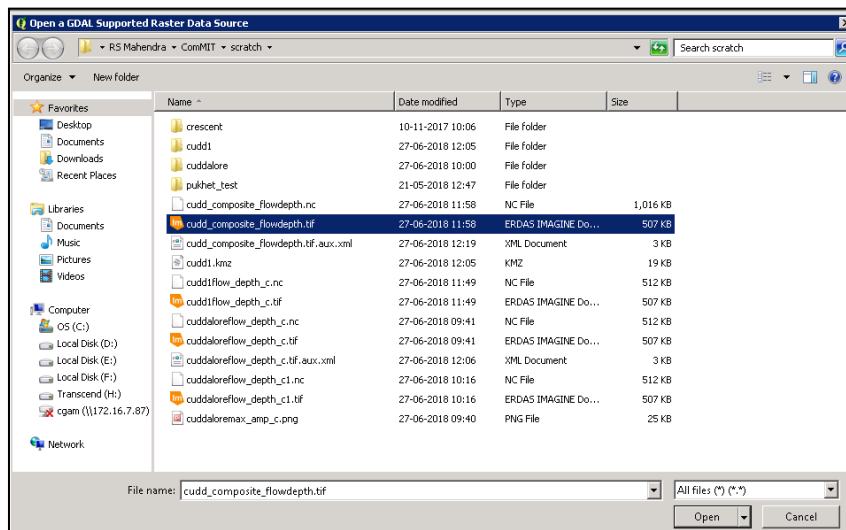 Open a GDAL Supported Raster Data Source
RS Mahendra ComMIT scratch
Search scratch
Organize New folder
Favorites
Desktop
Documents
Downloads
Recent Places
Libraries
Documents
Music
Pictures
Videos
Computer
OS (C:)
Local Disk (D:)
Local Disk (E:)
Local Disk (F:)
Transcend (H:)
cgam (\\172.16.7.87)
Network
Name Date modified Type Size
crescent 10-11-2017 10:06 File folder
cudd1 27-06-2018 12:05 File folder
cuddalore 27-06-2018 10:00 File folder
pukhet_test 21-05-2018 12:47 File folder
cudd_composite_flowdepth.nc 27-06-2018 11:58 NC File 1,016 KB
cudd_composite_flowdepth.tif 27-06-2018 11:58 ERDAS IMAGINE Do... 507 KB
cudd_composite_flowdepth.tif.aux.xml 27-06-2018 12:19 XML Document 3 KB
cudd1.kmz 27-06-2018 12:05 KMZ 19 KB
cudd1flow_depth_c.nc 27-06-2018 11:49 NC File 512 KB
cudd1flow_depth_c.tif 27-06-2018 11:49 ERDAS IMAGINE Do... 507 KB
cuddaloreflow_depth_c.nc 27-06-2018 09:41 NC File 512 KB
cuddaloreflow_depth_c.tif 27-06-2018 09:41 ERDAS IMAGINE Do... 507 KB
cuddaloreflow_depth_c.tif.aux.xml 27-06-2018 12:06 XML Document 3 KB
cuddaloreflow_depth_c1.nc 27-06-2018 10:16 NC File 512 KB
cuddaloreflow_depth_c1.tif 27-06-2018 10:16 ERDAS IMAGINE Do... 507 KB
cuddaloremax_amp_c.png 27-06-2018 09:40 PNG File 25 KB
File name: cudd_composite_flowdepth.tif All files (*) (*.*)
Open Cancel